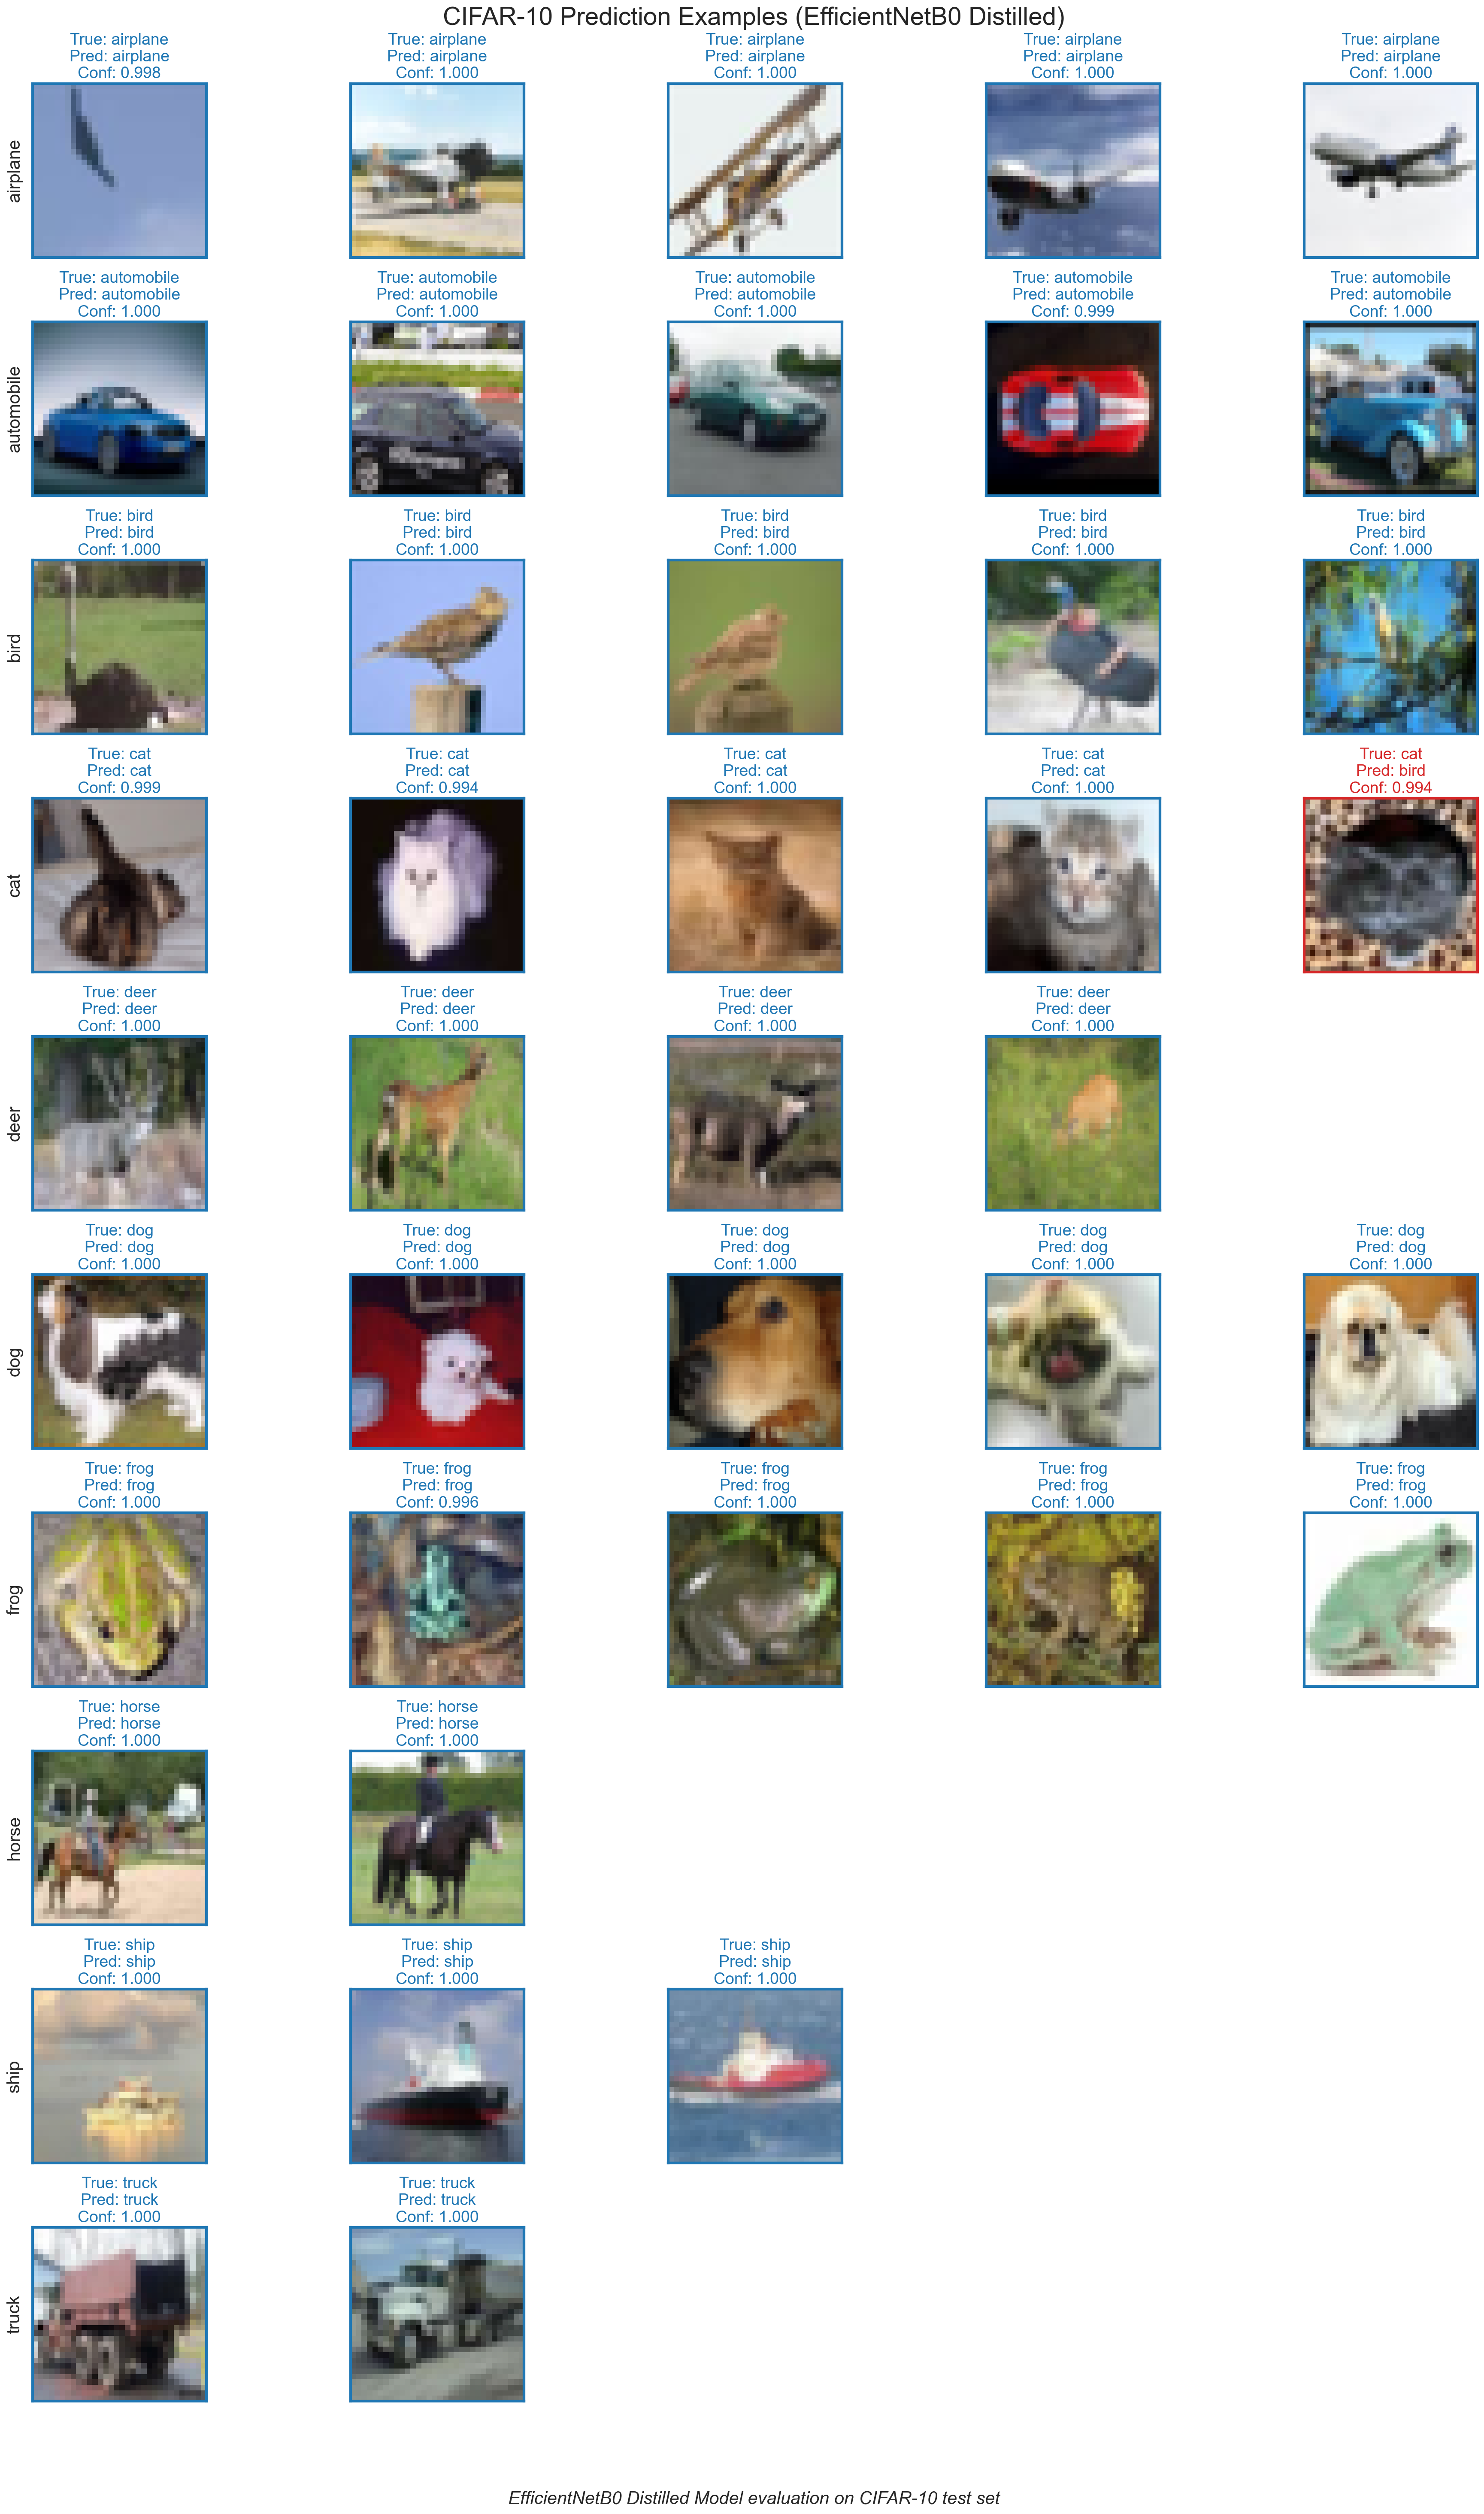 CIFAR-10 Prediction Examples (EfficientNetB0 Distilled)
True: airplane
Pred: airplane
Conf: 0.998
True: airplane
Pred: airplane
Conf: 1.000
True: airplane
Pred: airplane
Conf: 1.000
True: airplane
Pred: airplane
Conf: 1.000
True: airplane
Pred: airplane
Conf: 1.000
airplane
True: automobile
Pred: automobile
Conf: 1.000
True: automobile
Pred: automobile
Conf: 1.000
True: automobile
Pred: automobile
Conf: 1.000
True: automobile
Pred: automobile
Conf: 0.999
True: automobile
Pred: automobile
Conf: 1.000
automobile
True: bird
Pred: bird
Conf: 1.000
True: bird
Pred: bird
Conf: 1.000
True: bird
Pred: bird
Conf: 1.000
True: bird
Pred: bird
Conf: 1.000
True: bird
Pred: bird
Conf: 1.000
bird
True: cat
Pred: cat
Conf: 0.999
True: cat
Pred: cat
Conf: 0.994
True: cat
Pred: cat
Conf: 1.000
True: cat
Pred: cat
Conf: 1.000
True: cat
Pred: bird
Conf: 0.994
cat
True: deer
Pred: deer
Conf: 1.000
True: deer
Pred: deer
Conf: 1.000
True: deer
Pred: deer
Conf: 1.000
True: deer
Pred: deer
Conf: 1.000
deer
True: dog
Pred: dog
Conf: 1.000
True: dog
Pred: dog
Conf: 1.000
True: dog
Pred: dog
Conf: 1.000
True: dog
Pred: dog
Conf: 1.000
True: dog
Pred: dog
Conf: 1.000
dog
True: frog
Pred: frog
Conf: 1.000
True: frog
Pred: frog
Conf: 0.996
True: frog
Pred: frog
Conf: 1.000
True: frog
Pred: frog
Conf: 1.000
True: frog
Pred: frog
Conf: 1.000
frog
True: horse
Pred: horse
Conf: 1.000
True: horse
Pred: horse
Conf: 1.000
horse
True: ship
Pred: ship
Conf: 1.000
True: ship
Pred: ship
Conf: 1.000
True: ship
Pred: ship
Conf: 1.000
ship
True: truck
Pred: truck
Conf: 1.000
True: truck
Pred: truck
Conf: 1.000
truck
EfficientNetB0 Distilled Model evaluation on CIFAR-10 test set